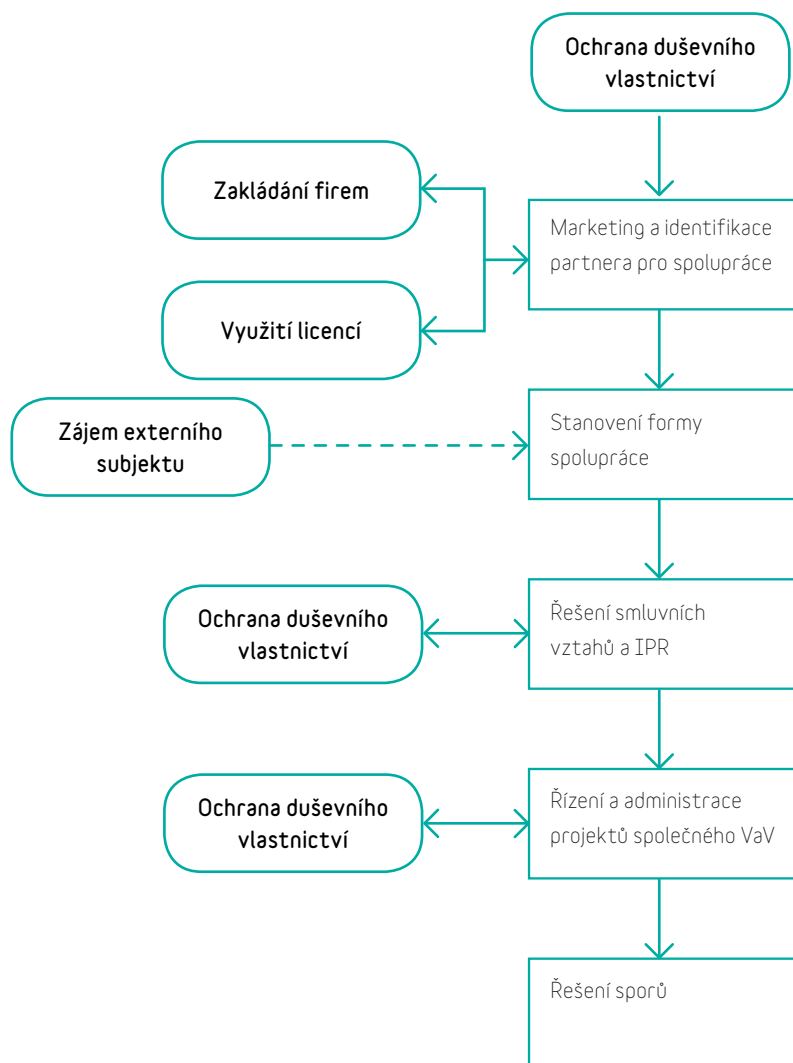 Ochrana duševního
vlastnictví
Zakládání firem
Marketing a identifikace
partnera pro spolupráce
Využití licencí
Zájem externího
subjektu
Stanovení formy
spolupráce
Ochrana duševního
vlastnictví
Řešení smluvních
vztahů a IPR
Ochrana duševního
vlastnictví
Řízení a administrace
projektů společného VaV
Řešení sporů